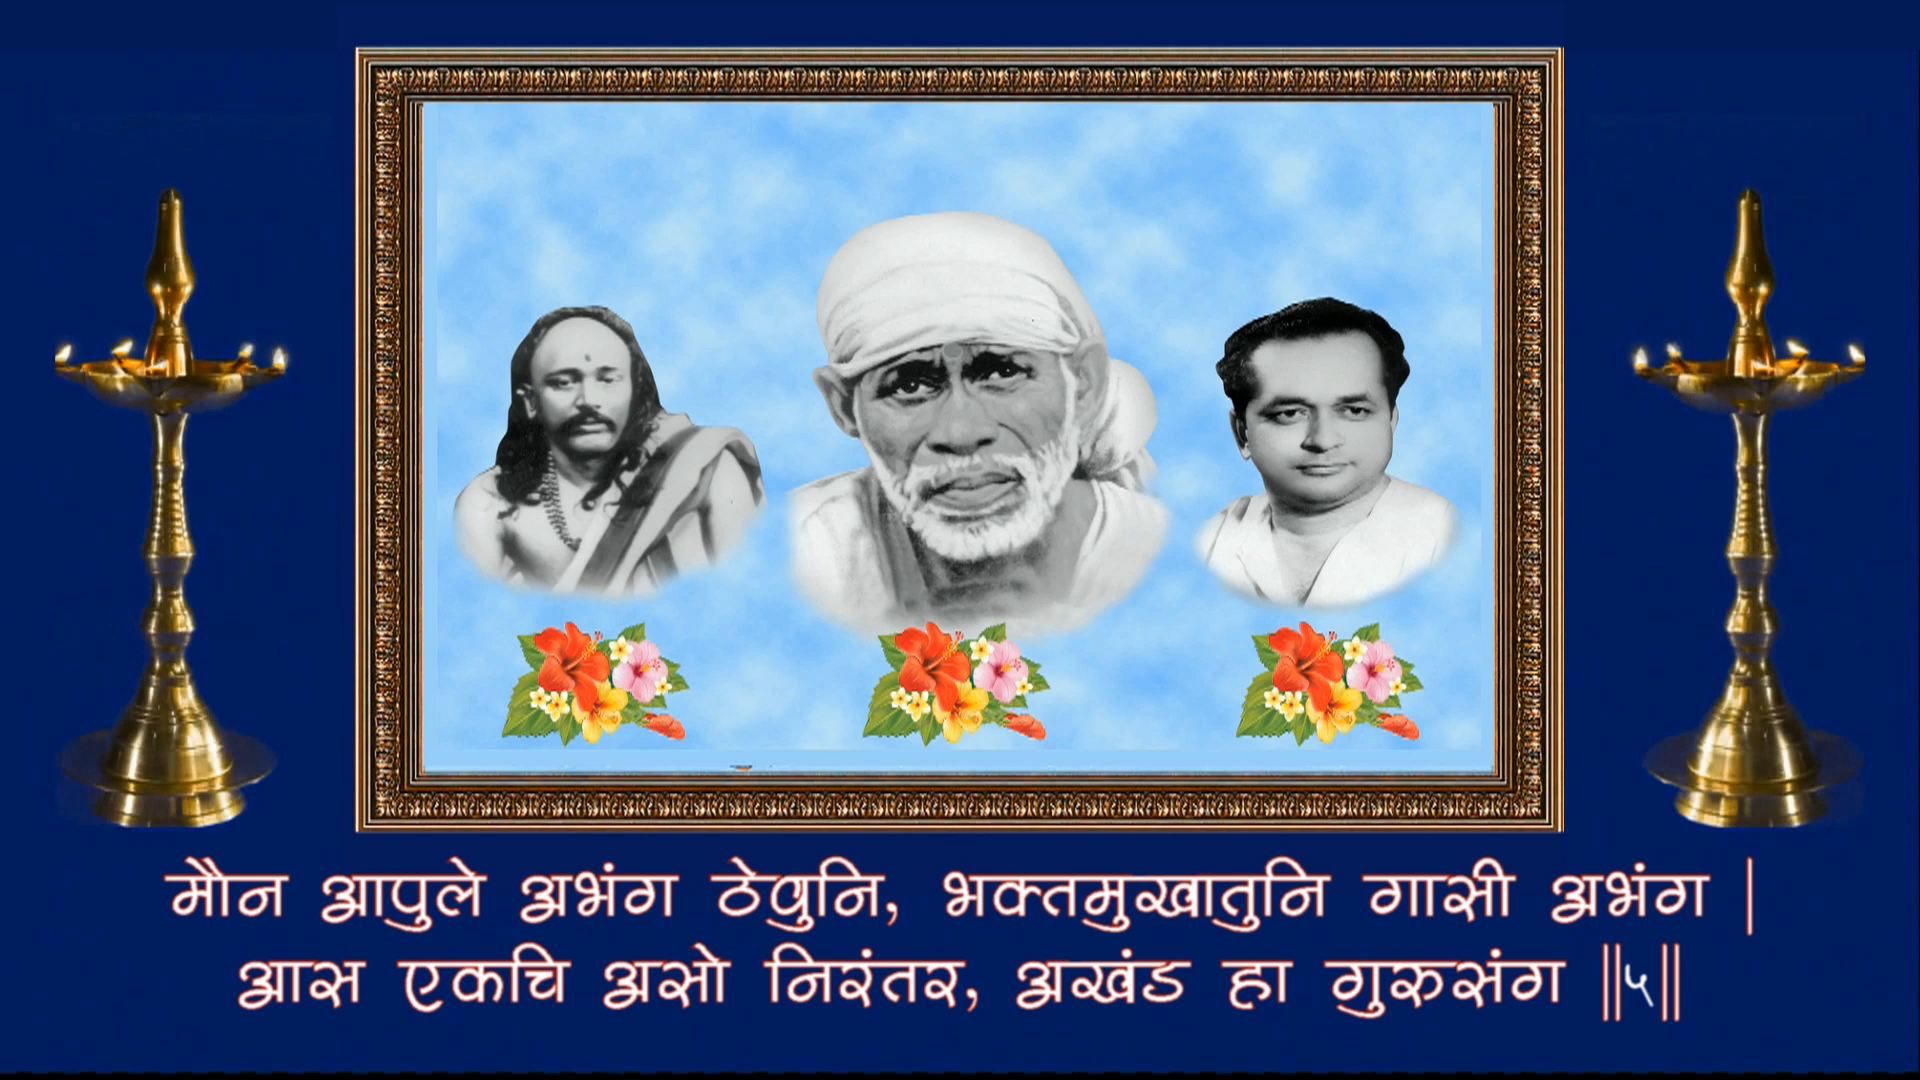 मौन आपुले अभंग ठेवुनि, भक्तमुखातुनि गासी अभंग |
आस एकचि असो निरंतर, अखंड हा गुरुसंग ||५||